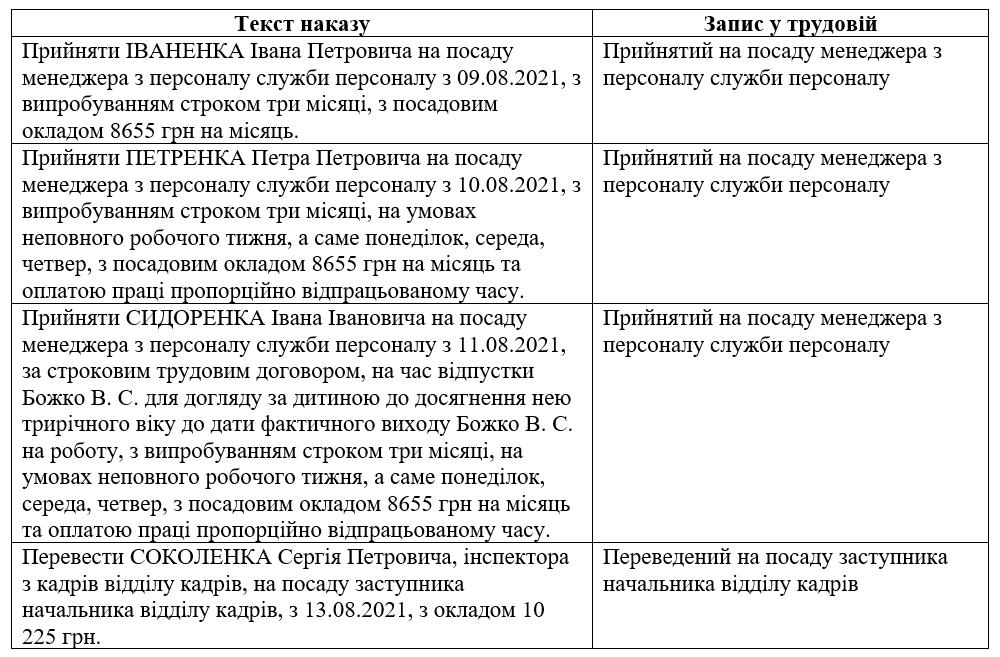 Текст наказу
Запис у трудовій
Прийняти ІВАНЕНКА Івана Петровича на посаду
менеджера з персоналу служби персоналу з 09.08.2021, з
випробуванням строком три місяці, з посадовим
окладом 8655 грн на місяць.
Прийнятий на посаду менеджера з
персоналу служби персоналу
Прийняти ПЕТРЕНКА Петра Петровича на посаду
менеджера з персоналу служби персоналу з 10.08.2021, з
випробуванням строком три місяці, на умовах
неповного робочого тижня, а саме понеділок, середа,
четвер, з посадовим окладом 8655 грн на місяць та
оплатою праці пропорційно відпрацьованому часу.
Прийнятий на посаду менеджера з
персоналу служби персоналу
Прийняти СИДОРЕНКА Івана Івановича на посаду
менеджера з персоналу служби персоналу з 11.08.2021,
за строковим трудовим договором, на час відпустки
Божко В. С. для догляду за дитиною до досягнення нею
трирічного віку до дати фактичного виходу Божко В. С.
на роботу, з випробуванням строком три місяці, на
умовах неповного робочого тижня, а саме понеділок,
середа, четвер, з посадовим окладом 8655 грн на місяць
та оплатою праці пропорційно відпрацьованому часу.
Прийнятий на посаду менеджера з
персоналу служби персоналу
Перевести СОКОЛЕНКА Сергія Петровича, інспектора
з кадрів відділу кадрів, на посаду заступника
начальника відділу кадрів, з 13.08.2021, з окладом 10
225 грн.
Переведений на посаду заступника
начальника відділу кадрів